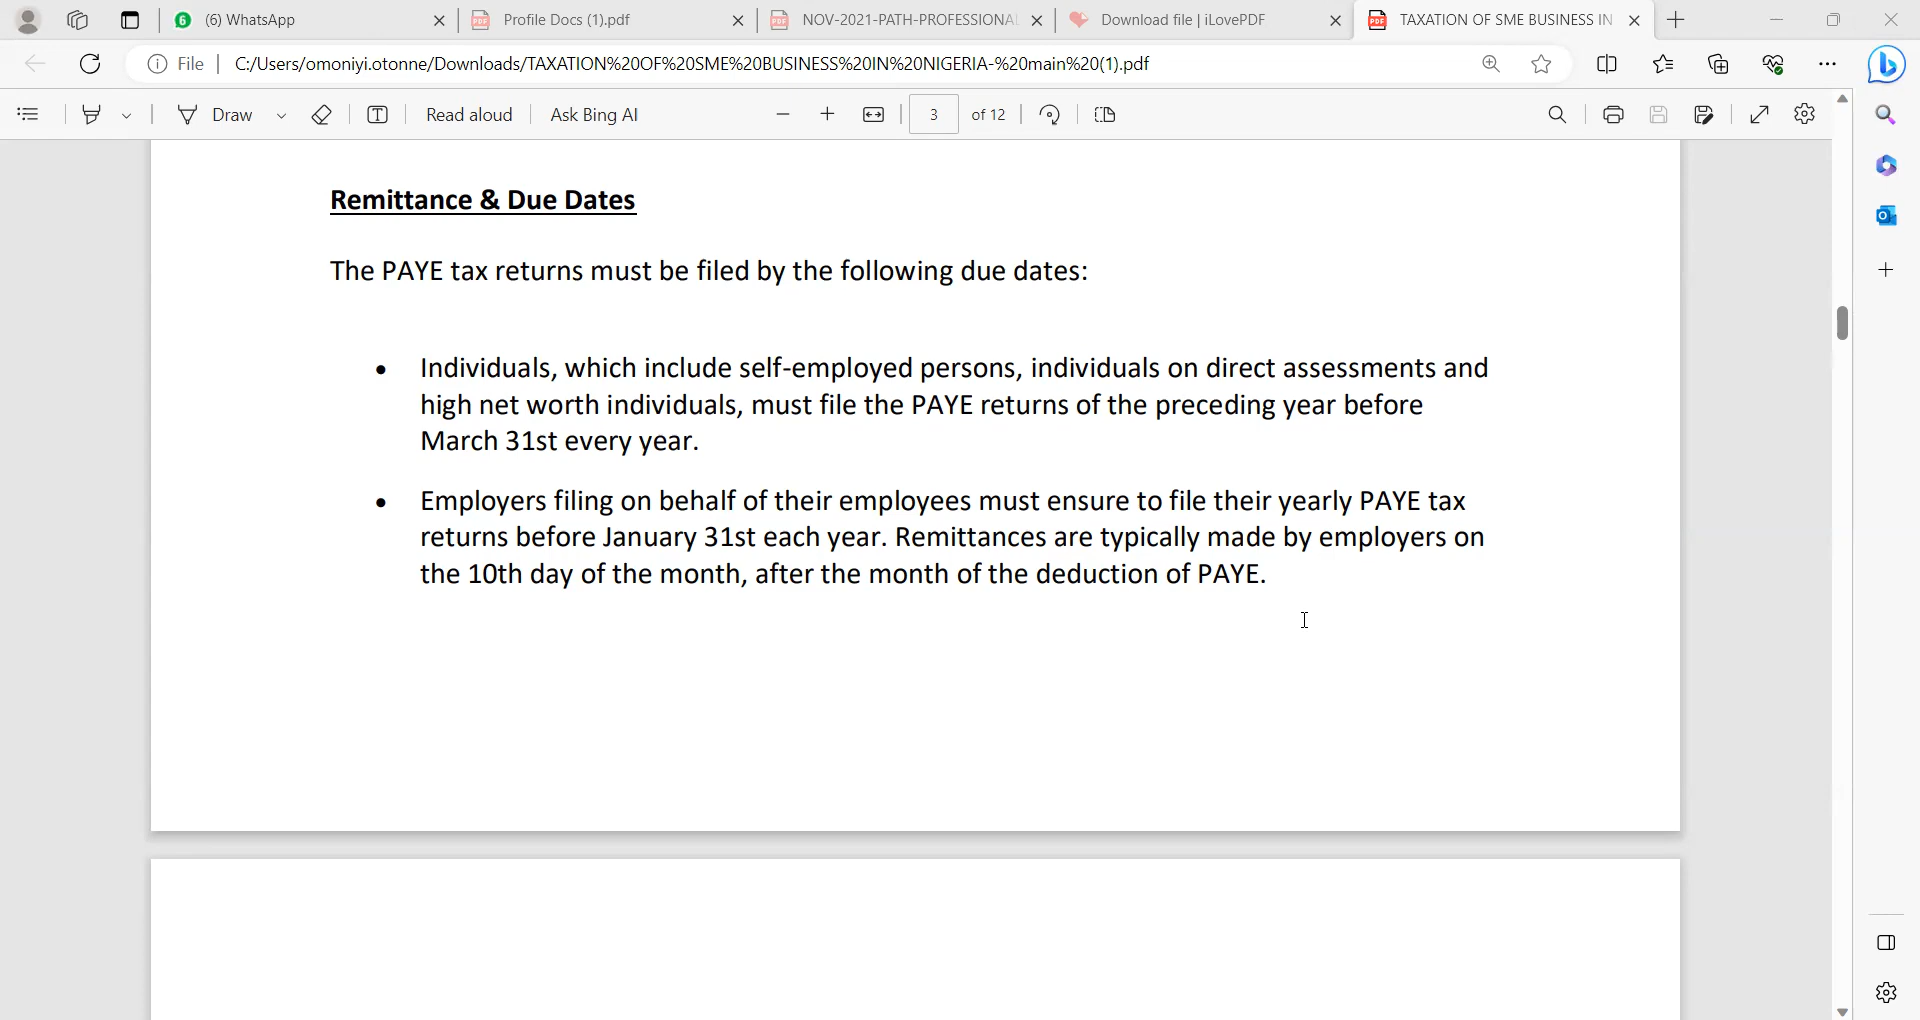 (6) WhatsApp
Profile Docs (1).pdf
NOV-2021-PATH-PROFESSIONAL
Download file | iLovePDF
TAXATION OF SME BUSINESS IN
File
C:/Users/omoniyi.otonne/Downloads/TAXATION%20OF%20SME%20BUSINESS%20IN%20NIGERIA-%20main%20(1).pdf
Draw
Read aloud
Ask Bing AI
3
of 12
Remittance & Due Dates
The PAYE tax returns must be filed by the following due dates:
• Individuals, which include self-employed persons, individuals on direct assessments and
high net worth individuals, must file the PAYE returns of the preceding year before
March 31st every year.
• Employers filing on behalf of their employees must ensure to file their yearly PAYE tax
returns before January 31st each year. Remittances are typically made by employers on
the 10th day of the month, after the month of the deduction of PAYE.